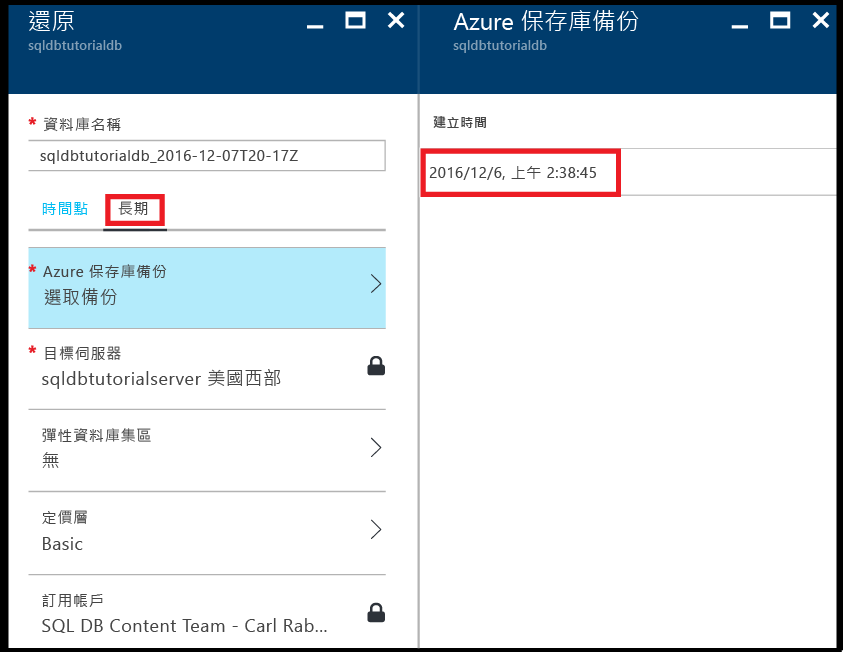 還原
sqldbtutorialdb
* 資料庫名稱
sqldbtutorialdb_2016-12-07T20-17Z
時間點 長期
* Azure 保存庫備份
選取備份
* 目標伺服器
sqldbtutorialserver 美國西部
彈性資料庫集區
無
定價層
Basic
訂用帳戶
SQL DB Content Team - Carl Rab...
Azure 保存庫備份
sqldbtutorialdb
建立時間
2016/12/6, 上午 2:38:45